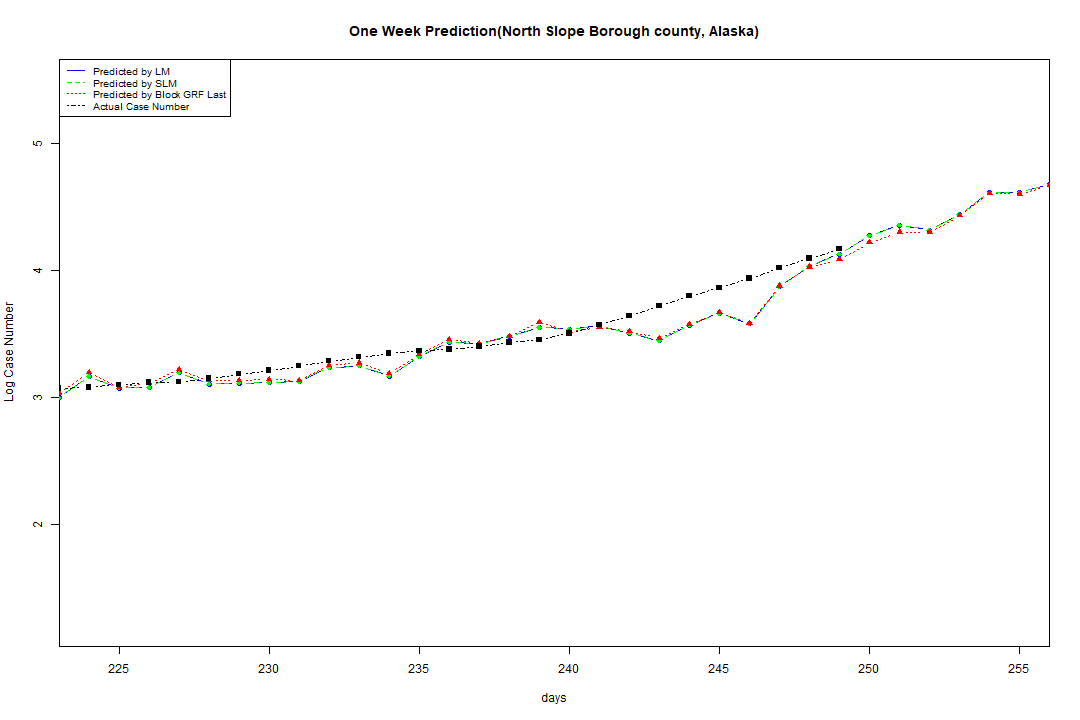 One Week Prediction(North Slope Borough county, Alaska)
Predicted by LM
Predicted by SLM
Predicted by Block GRF Last
Actual Case Number
5
4
3
2
Log Case Number
225 230 235 240 245 250 255
days